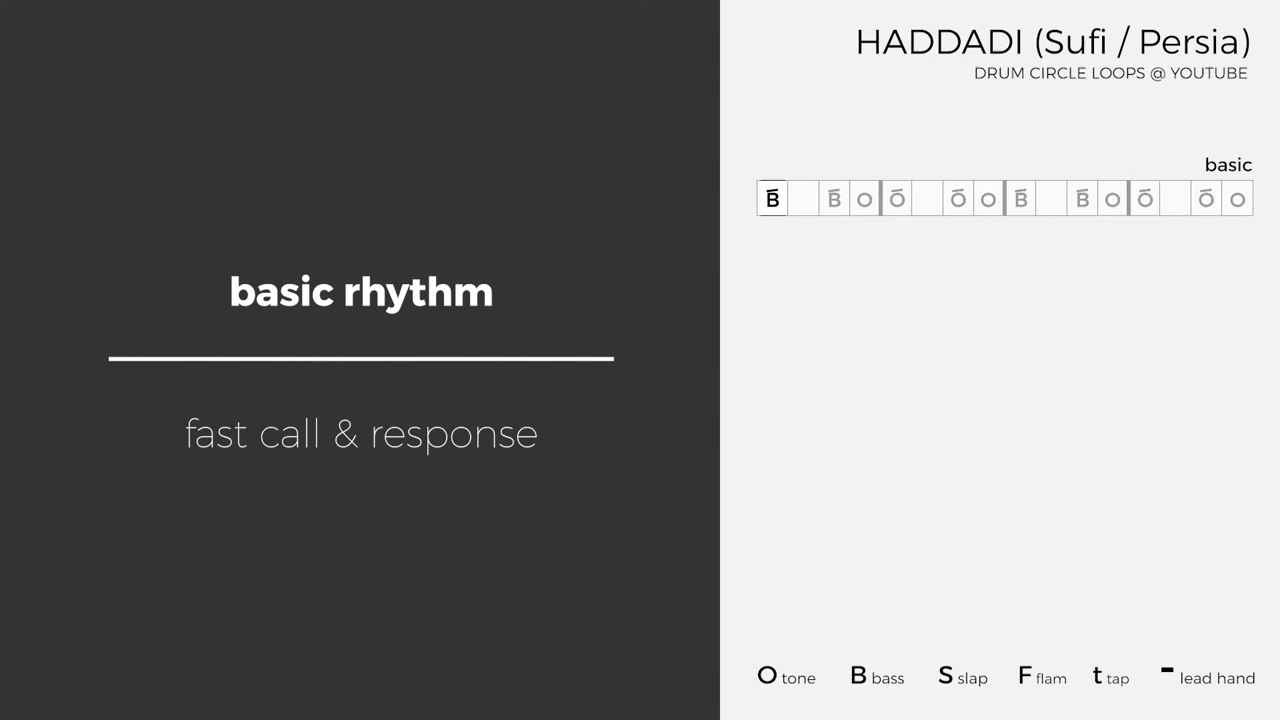 basic rhythm
fast call & response
HADDADI (Sufi / Persia)
DRUM CIRCLE LOOPS @ YOUTUBE
basic
B̄ B̄ O Ō Ō O B̄ B̄ O Ō Ō O
O tone B bass S slap F flam t tap - lead hand